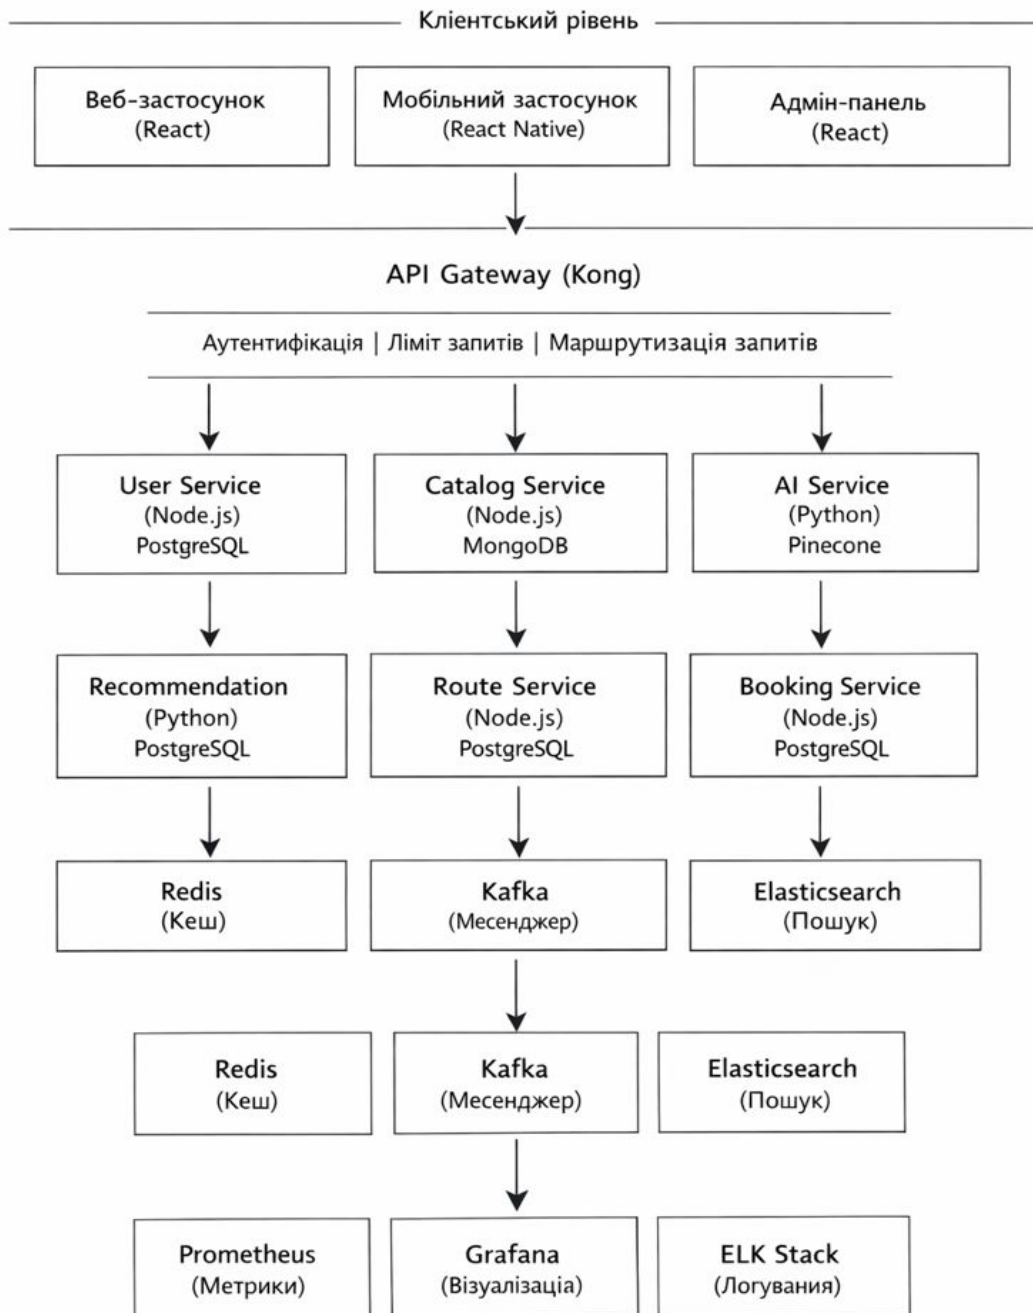 Кліентський рівень
Веб-застосунок
(React)
Мобільний застосунок
(React Native)
Адмін-панель
(React)
API Gateway (Kong)
Аутентифікація | Ліміт запитів | Маршрутизація запитів
User Service
(Node.js)
PostgreSQL
Catalog Service
(Node.js)
MongoDB
AI Service
(Python)
Pinecone
Recommendation
(Python)
PostgreSQL
Route Service
(Node.js)
PostgreSQL
Booking Service
(Node.js)
PostgreSQL
Redis
(Кеш)
Kafka
(Месенджер)
Elasticsearch
(Пошук)
Redis
(Кеш)
Kafka
(Месенджер)
Elasticsearch
(Пошук)
Prometheus
(Метрики)
Grafana
(Візуалізаціа)
ELK Stack
(Логування)